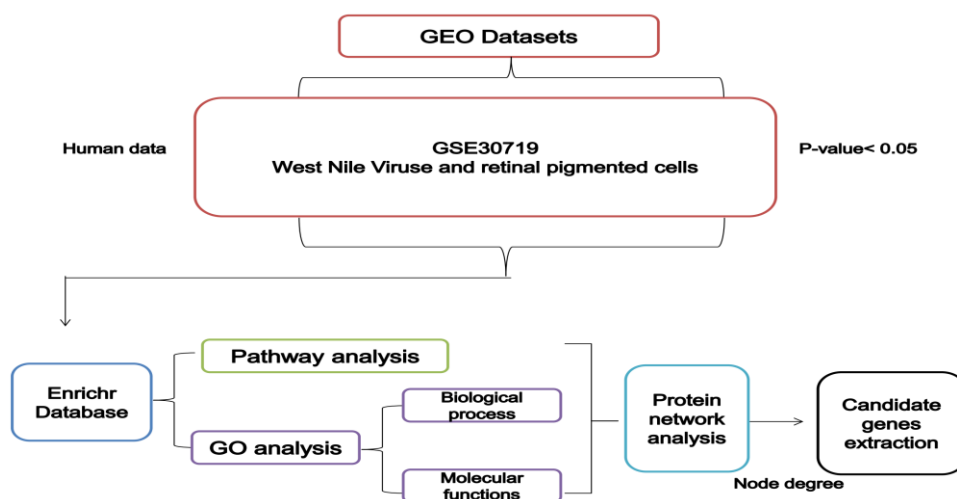 GEO Datasets
Human data
GSE30719
West Nile Viruse and retinal pigmented cells
P-value< 0.05
Enrichr
Database
Pathway analysis
GO analysis
Biological
process
Molecular
functions
Protein
network
analysis
Node degree
Candidate
genes
extraction